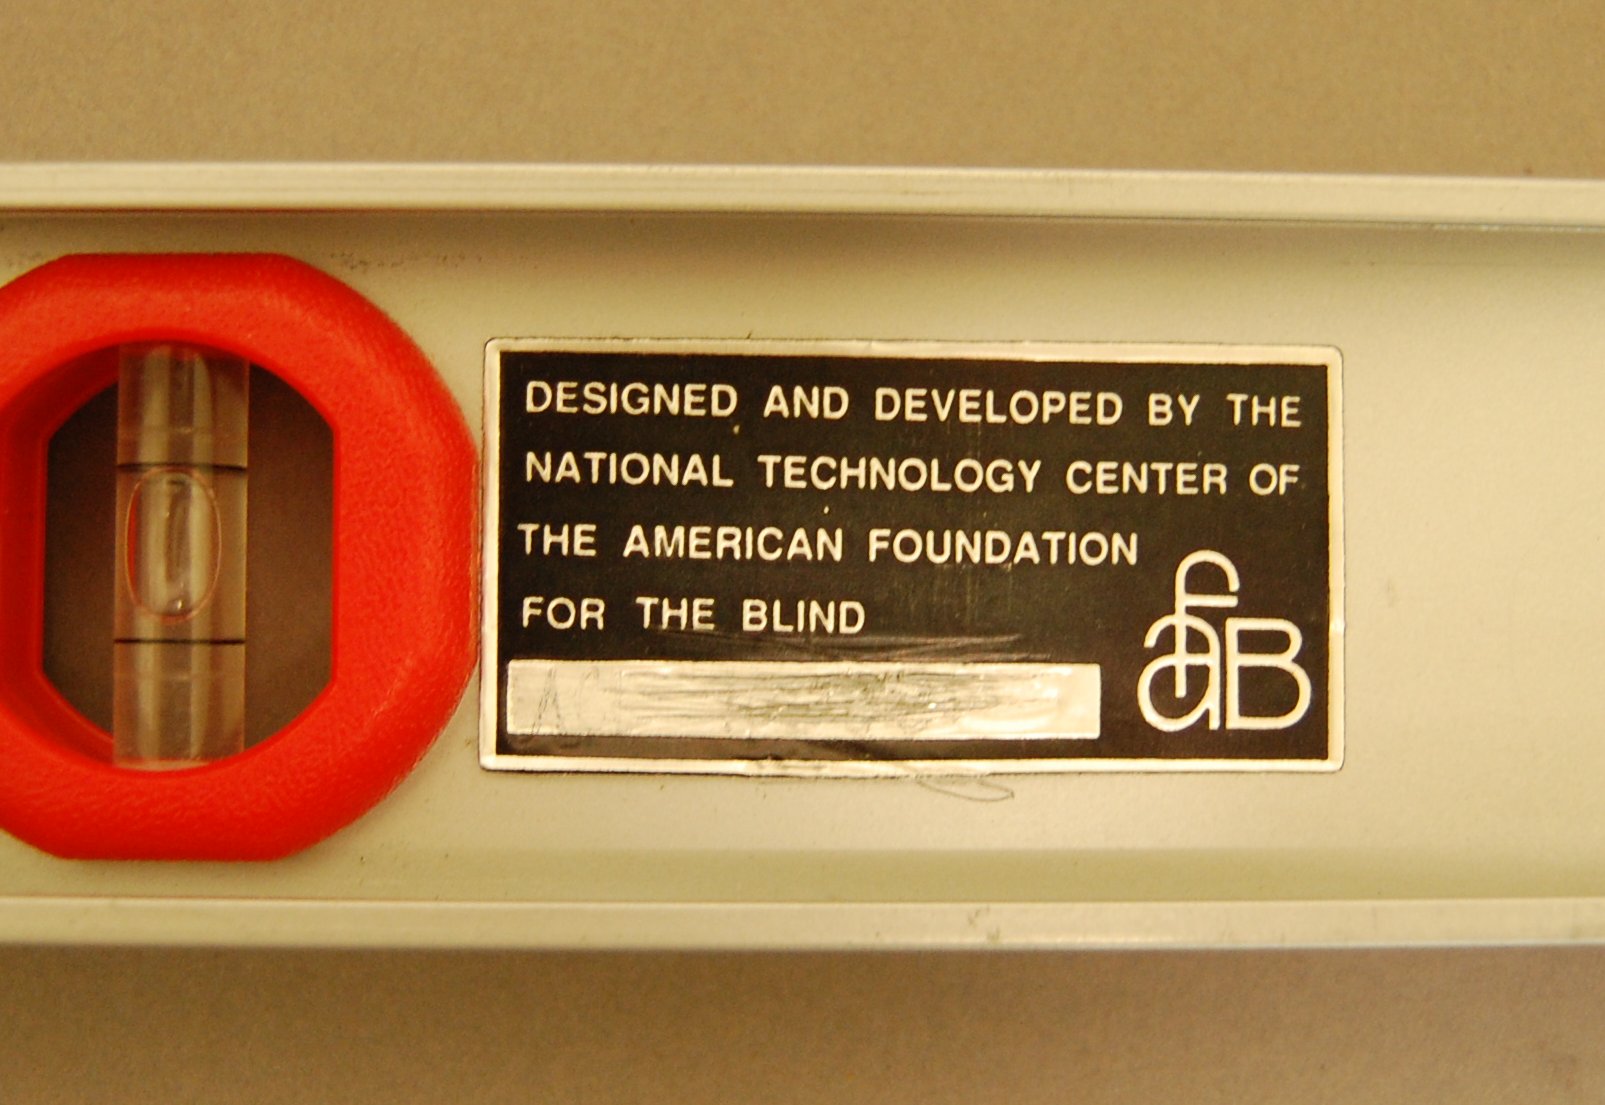 DESIGNED AND DEVELOPED BY THE
NATIONAL TECHNOLOGY CENTER OF
THE AMERICAN FOUNDATION
FOR THE BLIND
afB